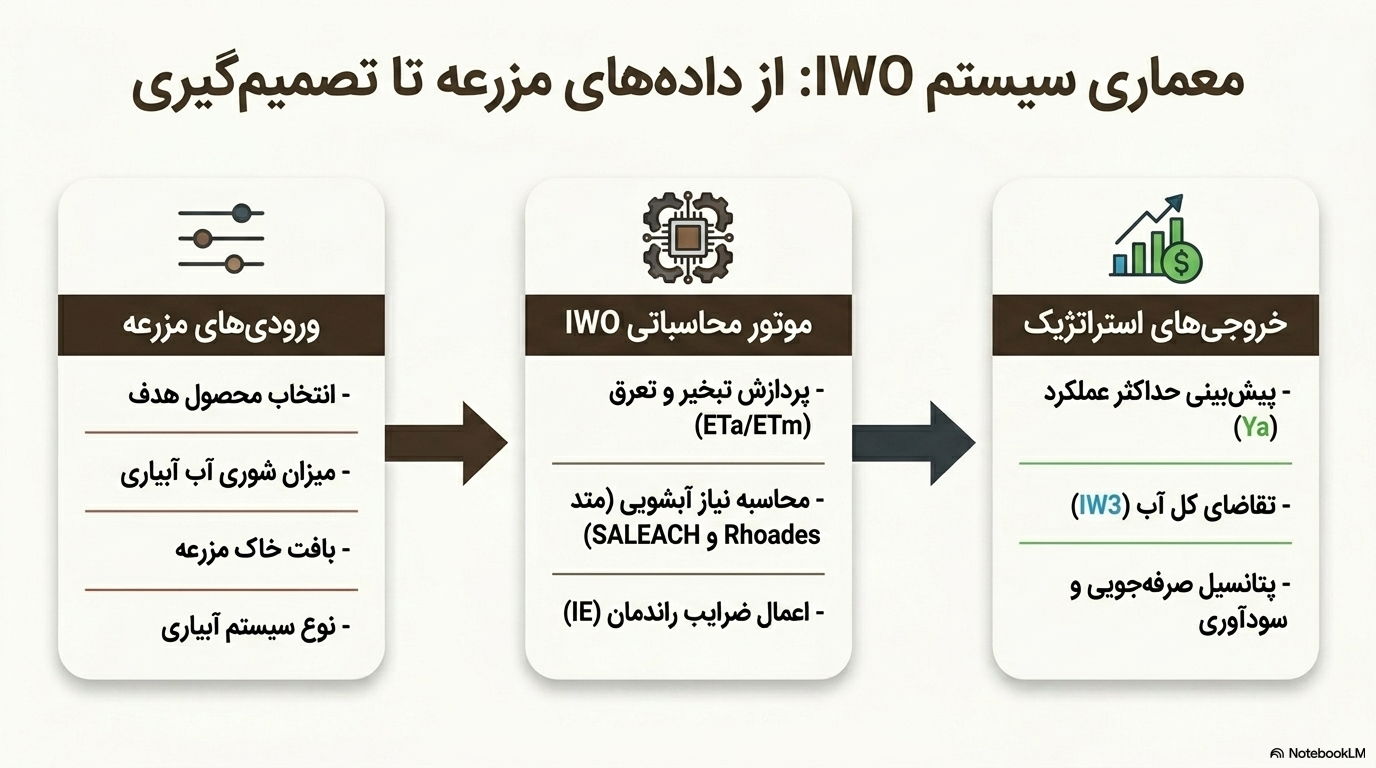 معماری سیستم IWO: از داده‌های مزرعه تا تصمیم‌گیری
ورودی‌های مزرعه
- انتخاب محصول هدف
- میزان شوری آب آبیاری
- بافت خاک مزرعه
- نوع سیستم آبیاری
موتور محاسباتی IWO
- پردازش تبخیر و تعرق
(ETa/ETm)
- محاسبه نیاز آبشویی (متد
Rhoades و SALEACH)
- اعمال ضرایب راندمان (IE)
خروجی‌های استراتژیک
- پیش‌بینی حداکثر عملکرد
(Ya)
- تقاضای کل آب (IW3)
- پتانسیل صرفه‌جویی و
سودآوری
$
NotebookLM